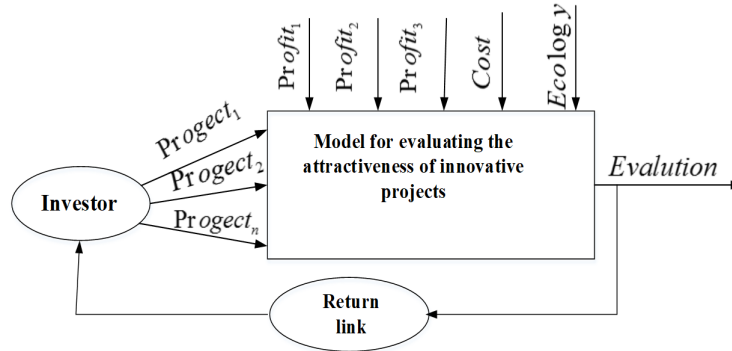 Profit₁
Profit₂
Profit₃
Cost
Ecology
Progect₁
Progect₂
Progectₙ
Investor
Model for evaluating the
attractiveness of innovative
projects
Evalution
Return
link